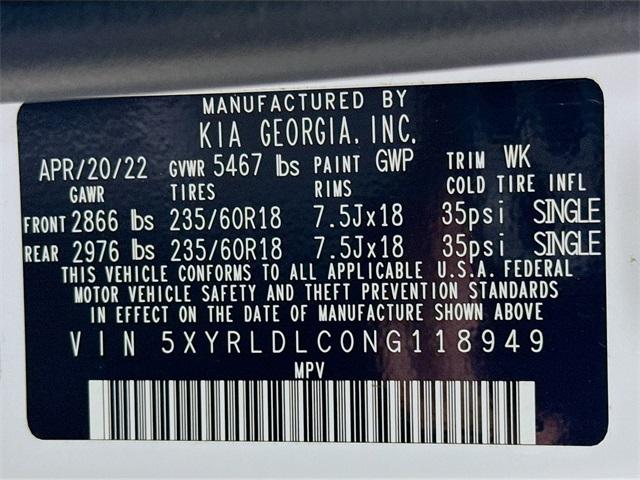 MANUFACTURED BY
KIA GEORGIA, INC.
APR/20/22 GVWR 5467 lbs PAINT GWP TRIM WK
GAWR TIRES RIMS COLD TIRE INFL
FRONT 2866 lbs 235/60R18 7.5Jx18 35psi SINGLE
REAR 2976 lbs 235/60R18 7.5Jx18 35psi SINGLE
THIS VEHICLE CONFORMS TO ALL APPLICABLE U.S.A. FEDERAL
MOTOR VEHICLE SAFETY AND THEFT PREVENTION STANDARDS
IN EFFECT ON THE DATE OF MANUFACTURE SHOWN ABOVE
VIN 5XYRLDLC0NG118949
MPV